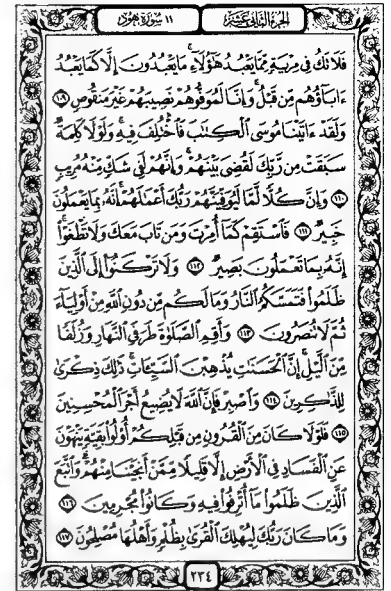 الجزء الثاني عشر
١١ سورة هود
فَلَا تَكُ فِي مِرْيَةٍ مِّمَّا يَعْبُدُ هَٰٓؤُلَآءِ مَا يَعْبُدُونَ إِلَّا كَمَا يَعْبُدُ
ءَابَآؤُهُم مِّن قَبْلُ وَإِنَّا لَمُوَفُّوهُمْ نَصِيبَهُمْ غَيْرَ مَنقُوصٍ ١٠٩
وَلَقَدْ ءَاتَيْنَا مُوسَى ٱلْكِتَٰبَ فَٱخْتُلِفَ فِيهِ وَلَوْلَا كَلِمَةٌ
سَبَقَتْ مِن رَّبِّكَ لَقُضِيَ بَيْنَهُمْ وَإِنَّهُمْ لَفِي شَكٍّ مِّنْهُ مُرِيبٍ
١١٠ وَإِنَّ كُلًّا لَّمَّا لَيُوَفِّيَنَّهُمْ رَبُّكَ أَعْمَٰلَهُمْ إِنَّهُۥ بِمَا يَعْمَلُونَ
خَبِيرٌ ١١١ فَٱسْتَقِمْ كَمَآ أُمِرْتَ وَمَن تَابَ مَعَكَ وَلَا تَطْغَوْا۟
إِنَّهُۥ بِمَا تَعْمَلُونَ بَصِيرٌ ١١٢ وَلَا تَرْكَنُوٓا۟ إِلَى ٱلَّذِينَ
ظَلَمُوا۟ فَتَمَسَّكُمُ ٱلنَّارُ وَمَا لَكُم مِّن دُونِ ٱللَّهِ مِنْ أَوْلِيَآءَ
ثُمَّ لَا تُنصَرُونَ ١١٣ وَأَقِمِ ٱلصَّلَوٰةَ طَرَفَيِ ٱلنَّهَارِ وَزُلَفًا
مِّنَ ٱلَّيْلِ إِنَّ ٱلْحَسَنَٰتِ يُذْهِبْنَ ٱلسَّيِّـَٔاتِ ذَٰلِكَ ذِكْرَىٰ
لِلذَّٰكِرِينَ ١١٤ وَٱصْبِرْ فَإِنَّ ٱللَّهَ لَا يُضِيعُ أَجْرَ ٱلْمُحْسِنِينَ
١١٥ فَلَوْلَا كَانَ مِنَ ٱلْقُرُونِ مِن قَبْلِكُمْ أُو۟لُوا۟ بَقِيَّةٍ يَنْهَوْنَ
عَنِ ٱلْفَسَادِ فِي ٱلْأَرْضِ إِلَّا قَلِيلًا مِّمَّنْ أَنجَيْنَا مِنْهُمْ وَٱتَّبَعَ
ٱلَّذِينَ ظَلَمُوا۟ مَآ أُتْرِفُوا۟ فِيهِ وَكَانُوا۟ مُجْرِمِينَ ١١٦
وَمَا كَانَ رَبُّكَ لِيُهْلِكَ ٱلْقُرَىٰ بِظُلْمٍ وَأَهْلُهَا مُصْلِحُونَ ١١٧
٢٣٤